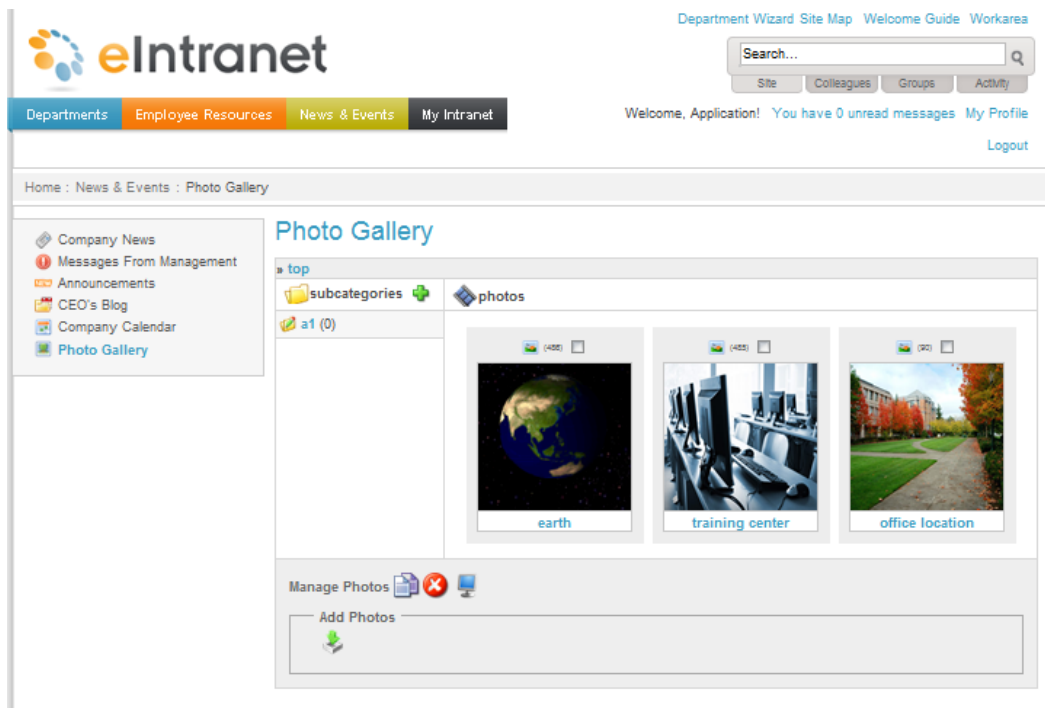 Department Wizard Site Map Welcome Guide Workarea
eIntranet
Search...
Site Colleagues Groups Activity
Departments Employee Resources News & Events My Intranet
Welcome, Application! You have 0 unread messages My Profile
Logout
Home : News & Events : Photo Gallery
Company News
Messages From Management
Announcements
CEO's Blog
Company Calendar
Photo Gallery
Photo Gallery
» top
subcategories
photos
a1 (0)
(486)
(485)
(90)
earth
training center
office location
Manage Photos
Add Photos